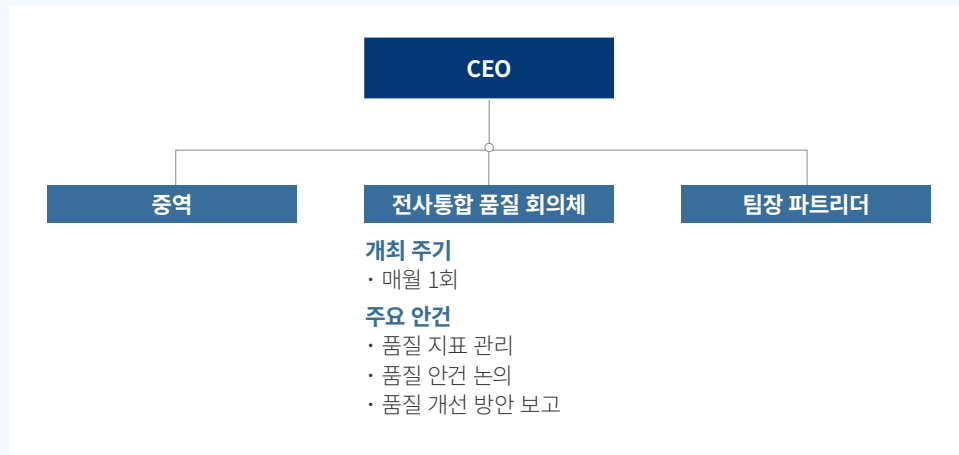 CEO
중역
전사통합 품질 회의체
팀장 파트리더
개최 주기
· 매월 1회
주요 안건
· 품질 지표 관리
· 품질 안건 논의
· 품질 개선 방안 보고